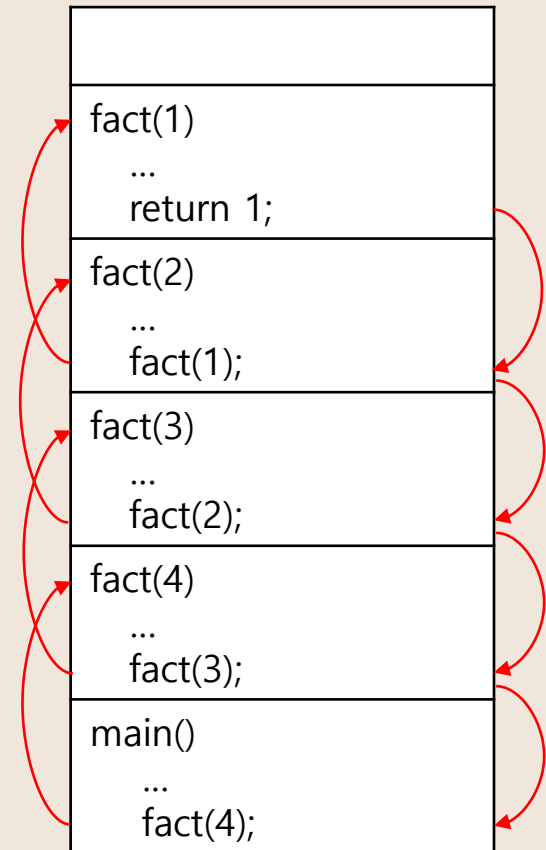 fact(1)
...
return 1;
fact(2)
...
fact(1);
fact(3)
...
fact(2);
fact(4)
...
fact(3);
main()
...
fact(4);